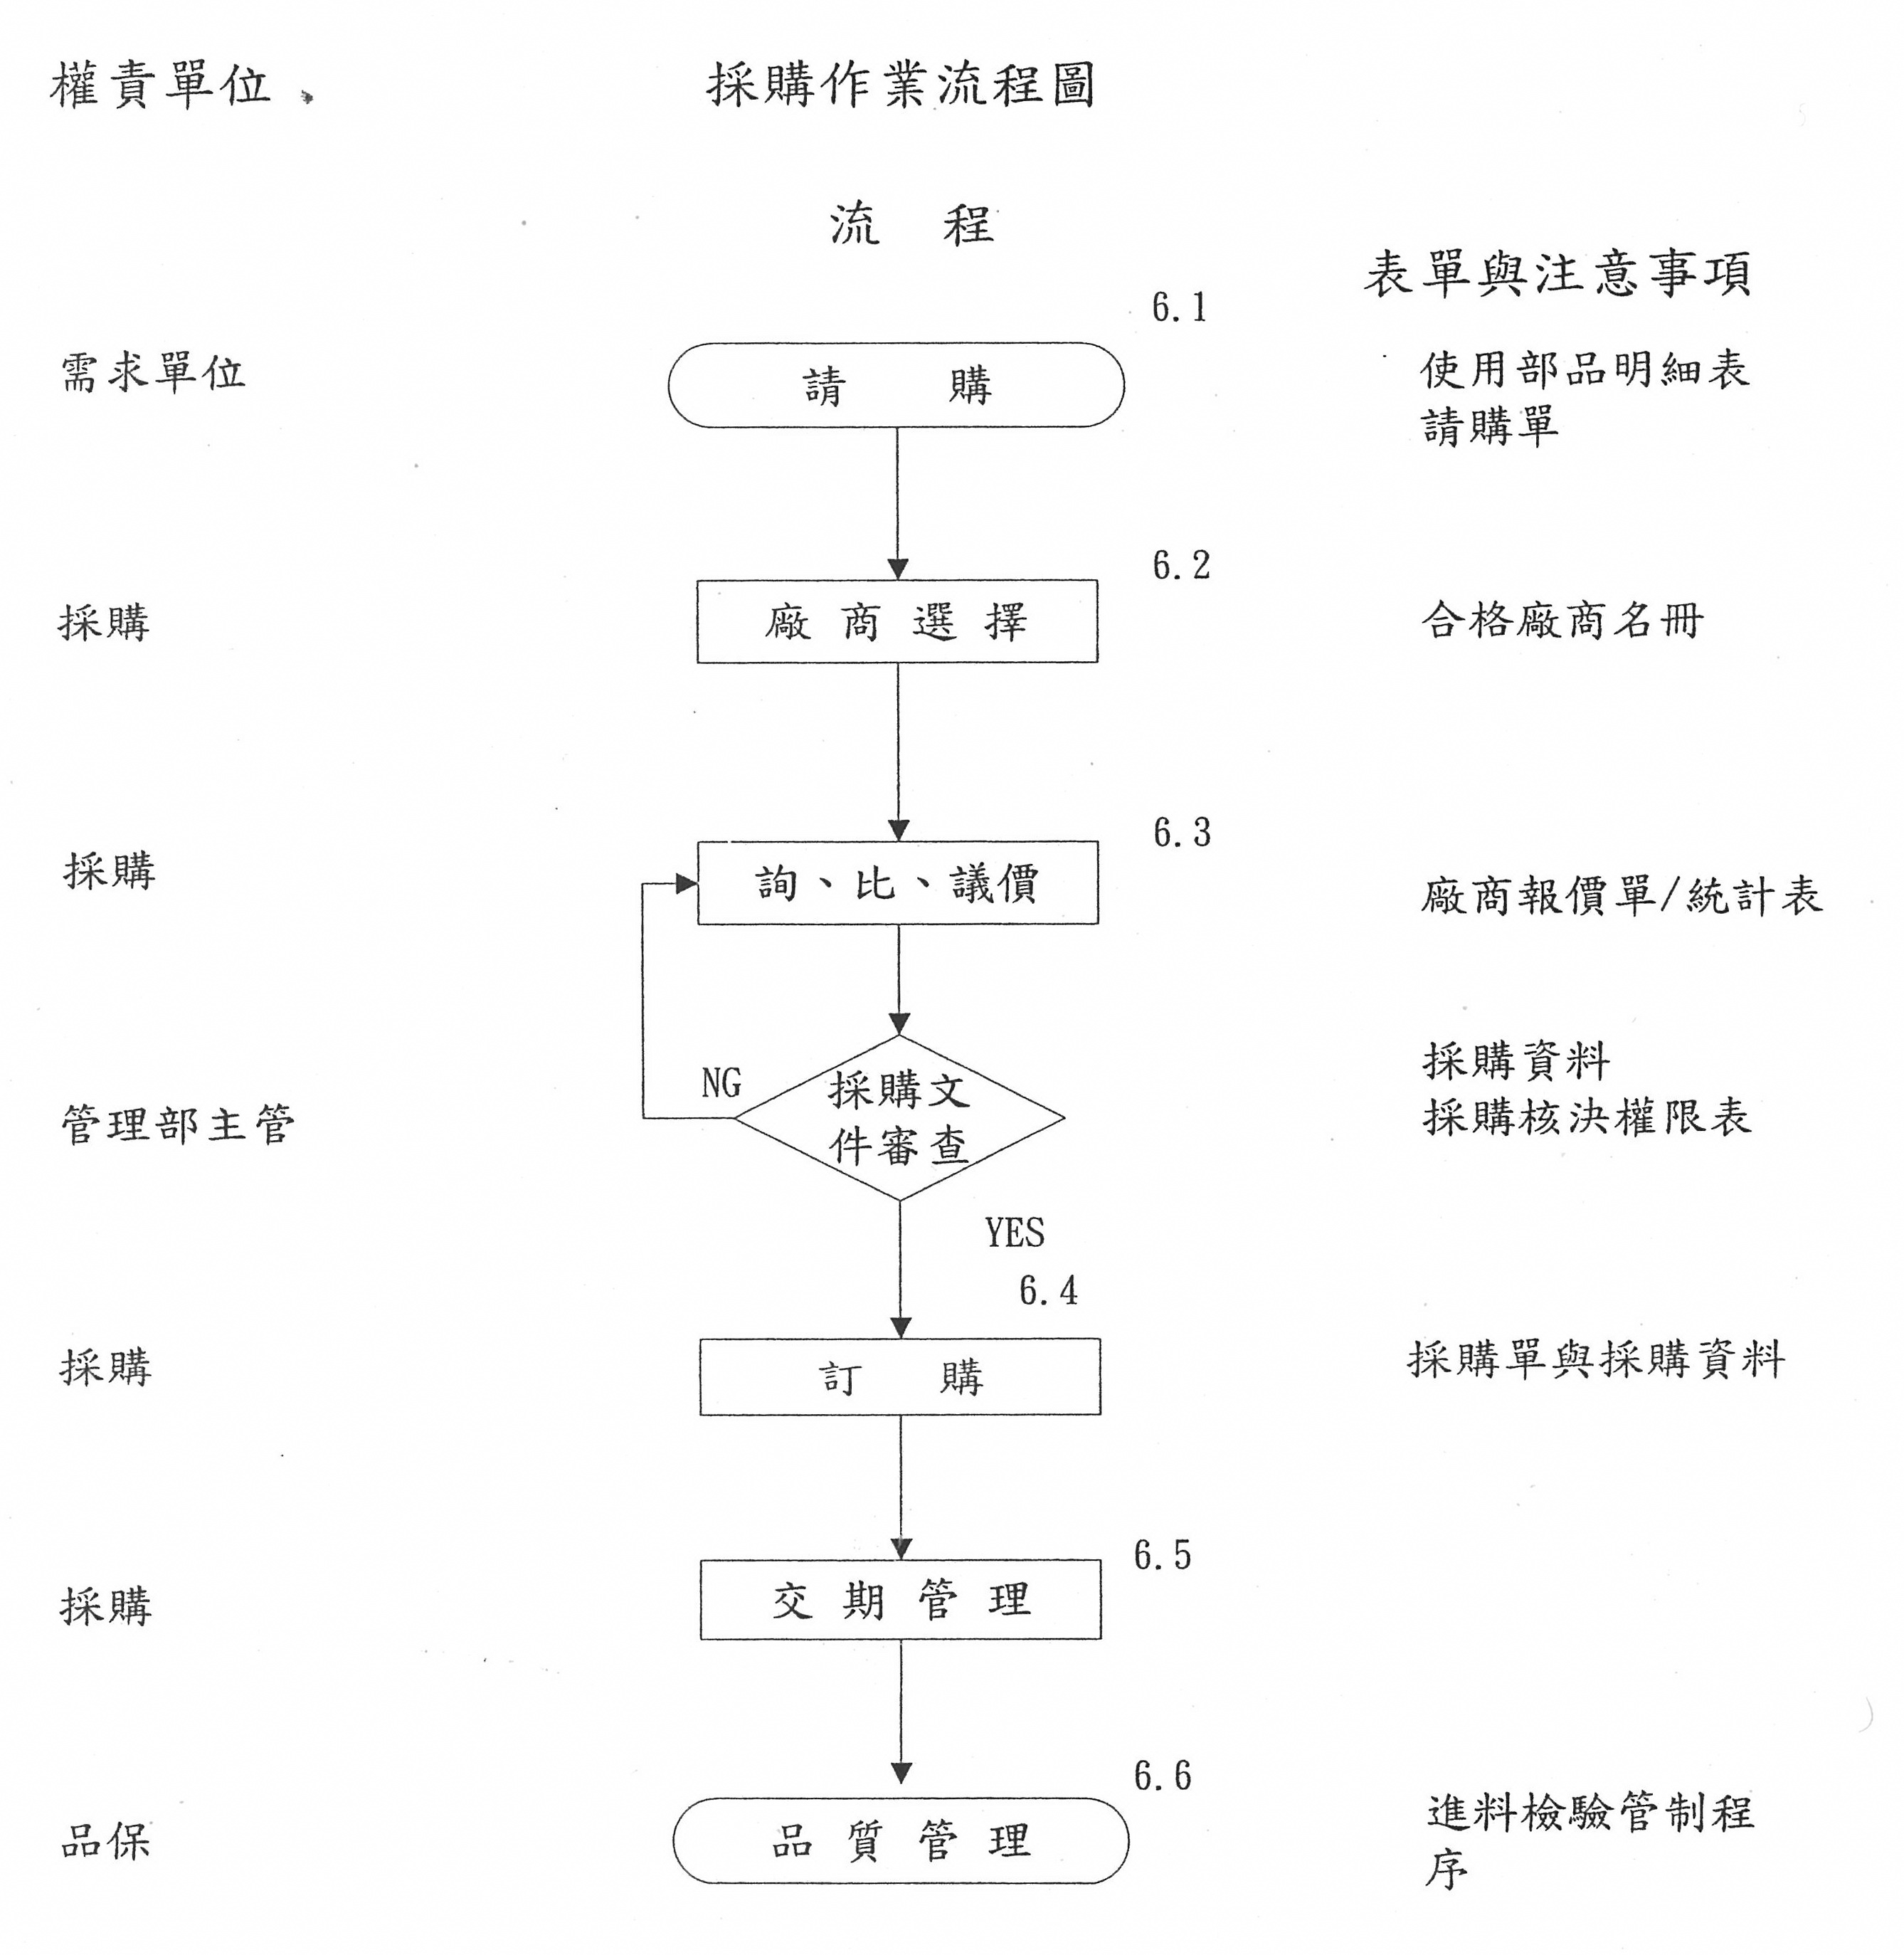 權責單位
採購作業流程圖
流 程
表單與注意事項
6.1
需求單位
請 購
使用部品明細表
請購單
6.2
採購
廠商選擇
合格廠商名冊
6.3
採購
詢、比、議價
廠商報價單/統計表
NG
採購文
件審查
採購資料
採購核決權限表
管理部主管
YES
6.4
採購
訂 購
採購單與採購資料
6.5
採購
交期管理
6.6
品保
品質管理
進料檢驗管制程
序